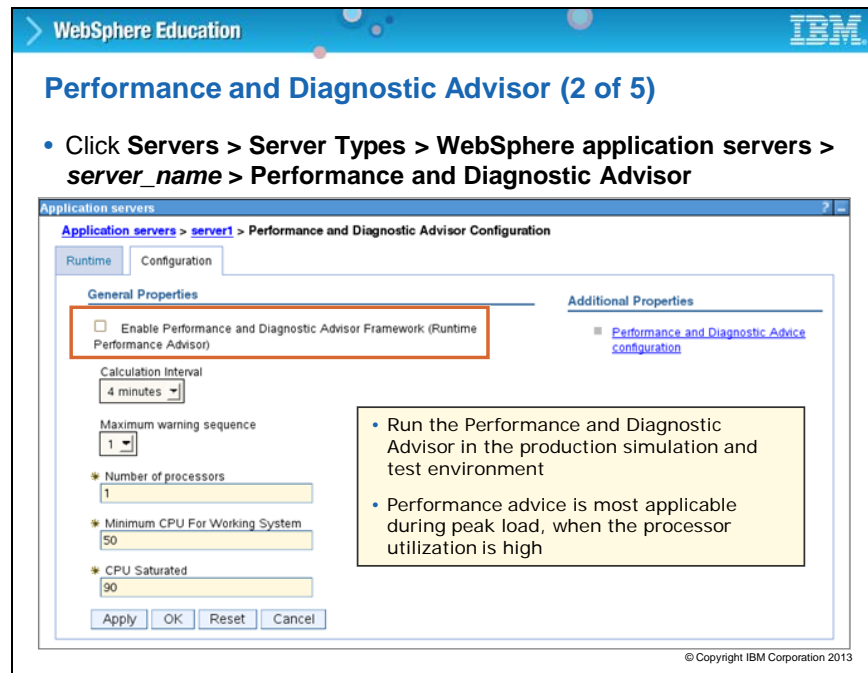 WebSphere Education
IBM
Performance and Diagnostic Advisor (2 of 5)
• Click Servers > Server Types > WebSphere application servers >
server_name > Performance and Diagnostic Advisor
Application servers ? –
Application servers > server1 > Performance and Diagnostic Advisor Configuration
Runtime Configuration
General Properties
Enable Performance and Diagnostic Advisor Framework (Runtime
Performance Advisor)
Calculation Interval
4 minutes
Maximum warning sequence
1
* Number of processors
1
* Minimum CPU For Working System
50
* CPU Saturated
90
Apply OK Reset Cancel
Additional Properties
Performance and Diagnostic Advice
configuration
• Run the Performance and Diagnostic
Advisor in the production simulation and
test environment
• Performance advice is most applicable
during peak load, when the processor
utilization is high
© Copyright IBM Corporation 2013